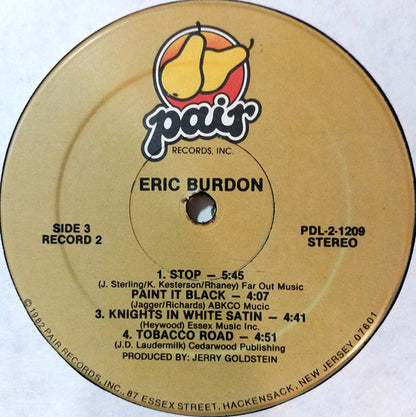 pair
RECORDS, INC.
ERIC BURDON
SIDE 3
RECORD 2
PDL-2-1209
STEREO
1. STOP – 5:45
(J. Sterling/K. Kesterson/Rhaney) Far Out Music
PAINT IT BLACK – 4:07
(Jagger/Richards) ABKCO Mucic
3. KNIGHTS IN WHITE SATIN – 4:41
(Heywood) Essex Music Inc.
4. TOBACCO ROAD – 4:51
(J.D. Laudermilk) Cedarwood Publishing
PRODUCED BY: JERRY GOLDSTEIN
©1982 PAIR RECORDS, INC., 87 ESSEX STREET, HACKENSACK, NEW JERSEY 07601